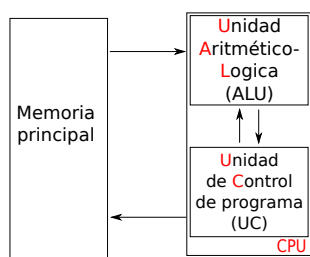 Memoria
principal
Unidad
Aritmético-
Logica
(ALU)
Unidad
de Control
de programa
(UC)
CPU